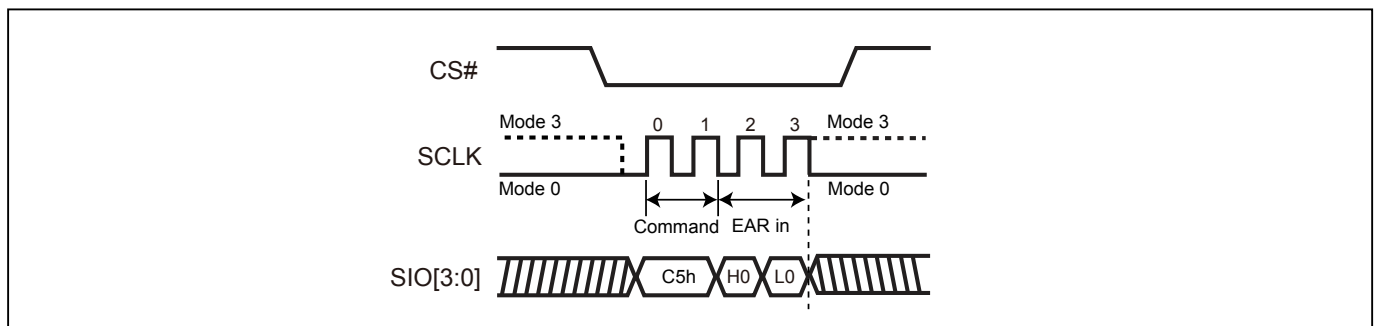 CS#
Mode 3 0 1 2 3 Mode 3
SCLK
Mode 0 Mode 0
Command EAR in
SIO[3:0] C5h H0 L0